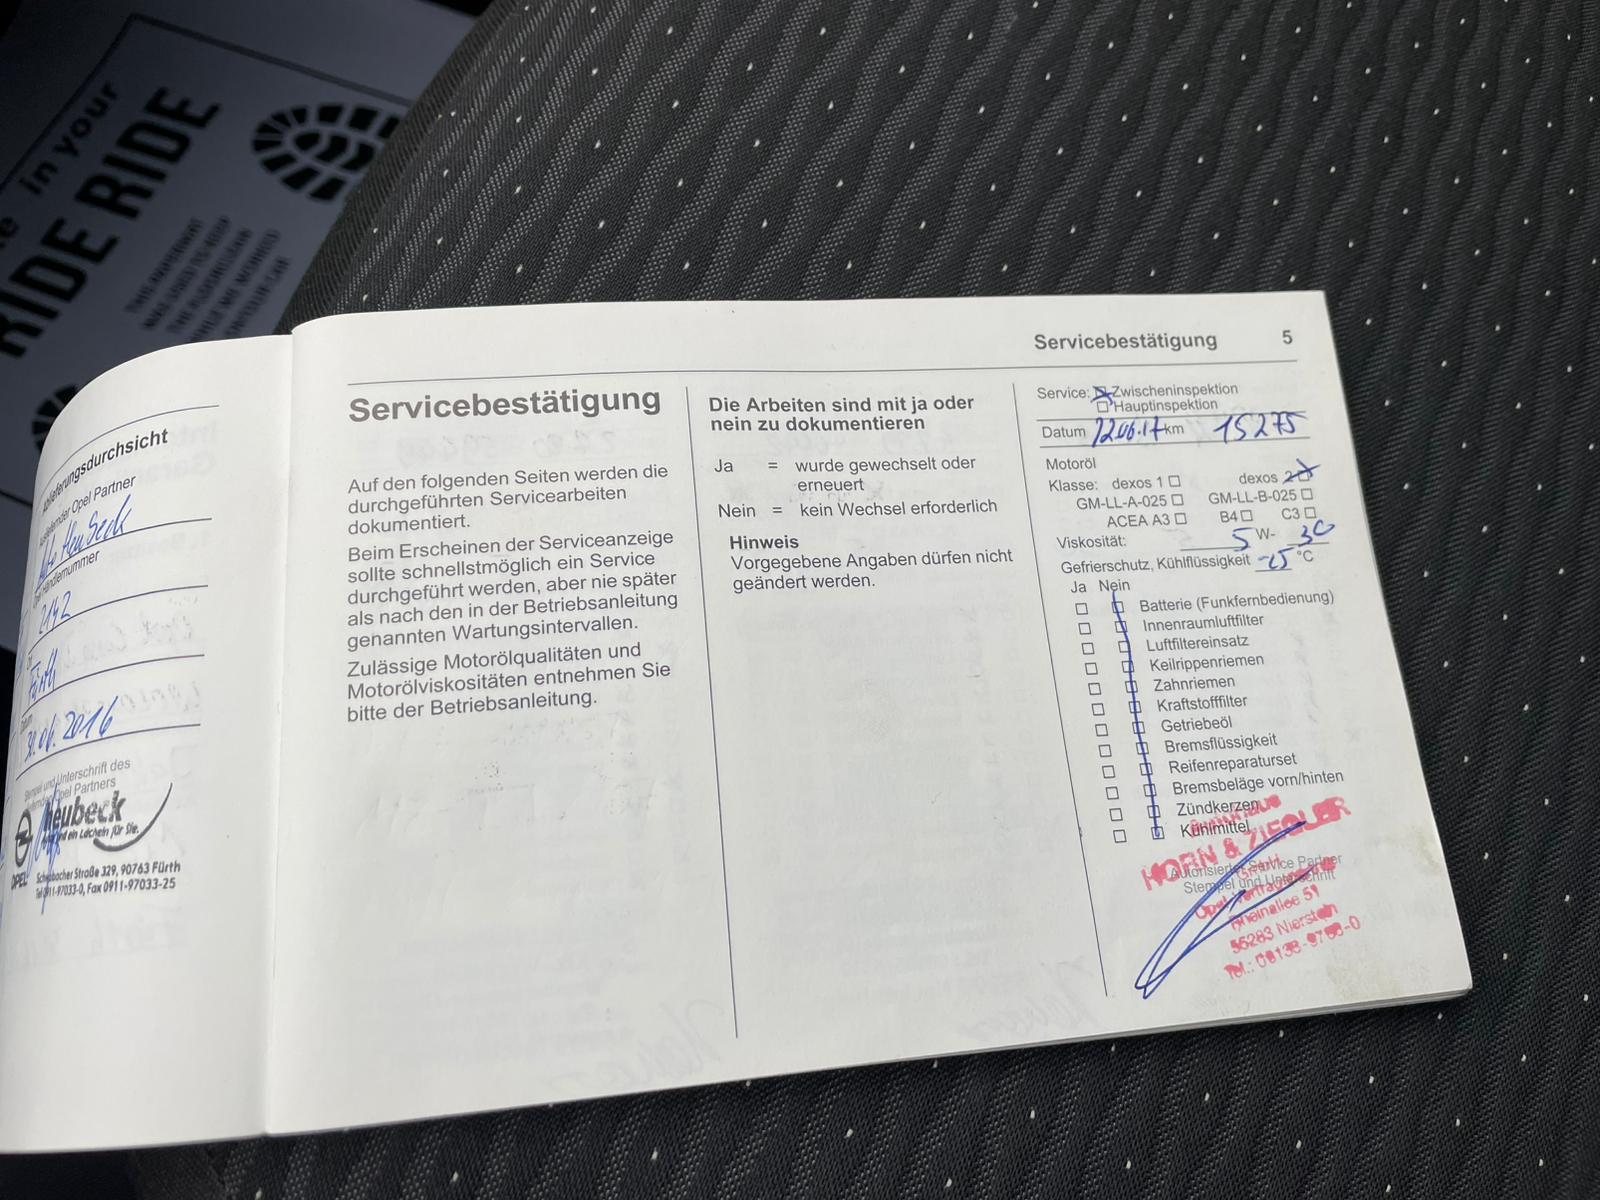 in your
RIDE RIDE
Ablieferungsdurchsicht
Ausliefernder Opel Partner
Opel Händlernummer
2142
Fürth
Datum
30.06.2016
Stempel und Unterschrift des
ausliefernden Opel Partners
heubeck
ein Lächeln für Sie.
OPEL
Schwabacher Straße 329, 90763 Fürth
Tel 0911-97033-0, Fax 0911-97033-25
Servicebestätigung 5
Servicebestätigung
Auf den folgenden Seiten werden die
durchgeführten Servicearbeiten
dokumentiert.
Beim Erscheinen der Serviceanzeige
sollte schnellstmöglich ein Service
durchgeführt werden, aber nie später
als nach den in der Betriebsanleitung
genannten Wartungsintervallen.
Zulässige Motorölqualitäten und
Motorölviskositäten entnehmen Sie
bitte der Betriebsanleitung.
Die Arbeiten sind mit ja oder
nein zu dokumentieren
Ja = wurde gewechselt oder
erneuert
Nein = kein Wechsel erforderlich
Hinweis
Vorgegebene Angaben dürfen nicht
geändert werden.
Service: Zwischeninspektion
Hauptinspektion
Datum 12.06.17 km 15275
Motoröl
Klasse: dexos 1 dexos 2
GM-LL-A-025 GM-LL-B-025
ACEA A3 B4 C3
Viskosität: 5 W- 30
Gefrierschutz, Kühlflüssigkeit -25 °C
Ja Nein
Batterie (Funkfernbedienung)
Innenraumluftfilter
Luftfiltereinsatz
Keilrippenriemen
Zahnriemen
Kraftstofffilter
Getriebeöl
Bremsflüssigkeit
Reifenreparaturset
Bremsbeläge vorn/hinten
Zündkerzen
Kühlmittel
HORN & ZIEGLER
GmbH
Autorisierter Service Partner
Stempel und Unterschrift
Rheinallee 51
55283 Nierstein